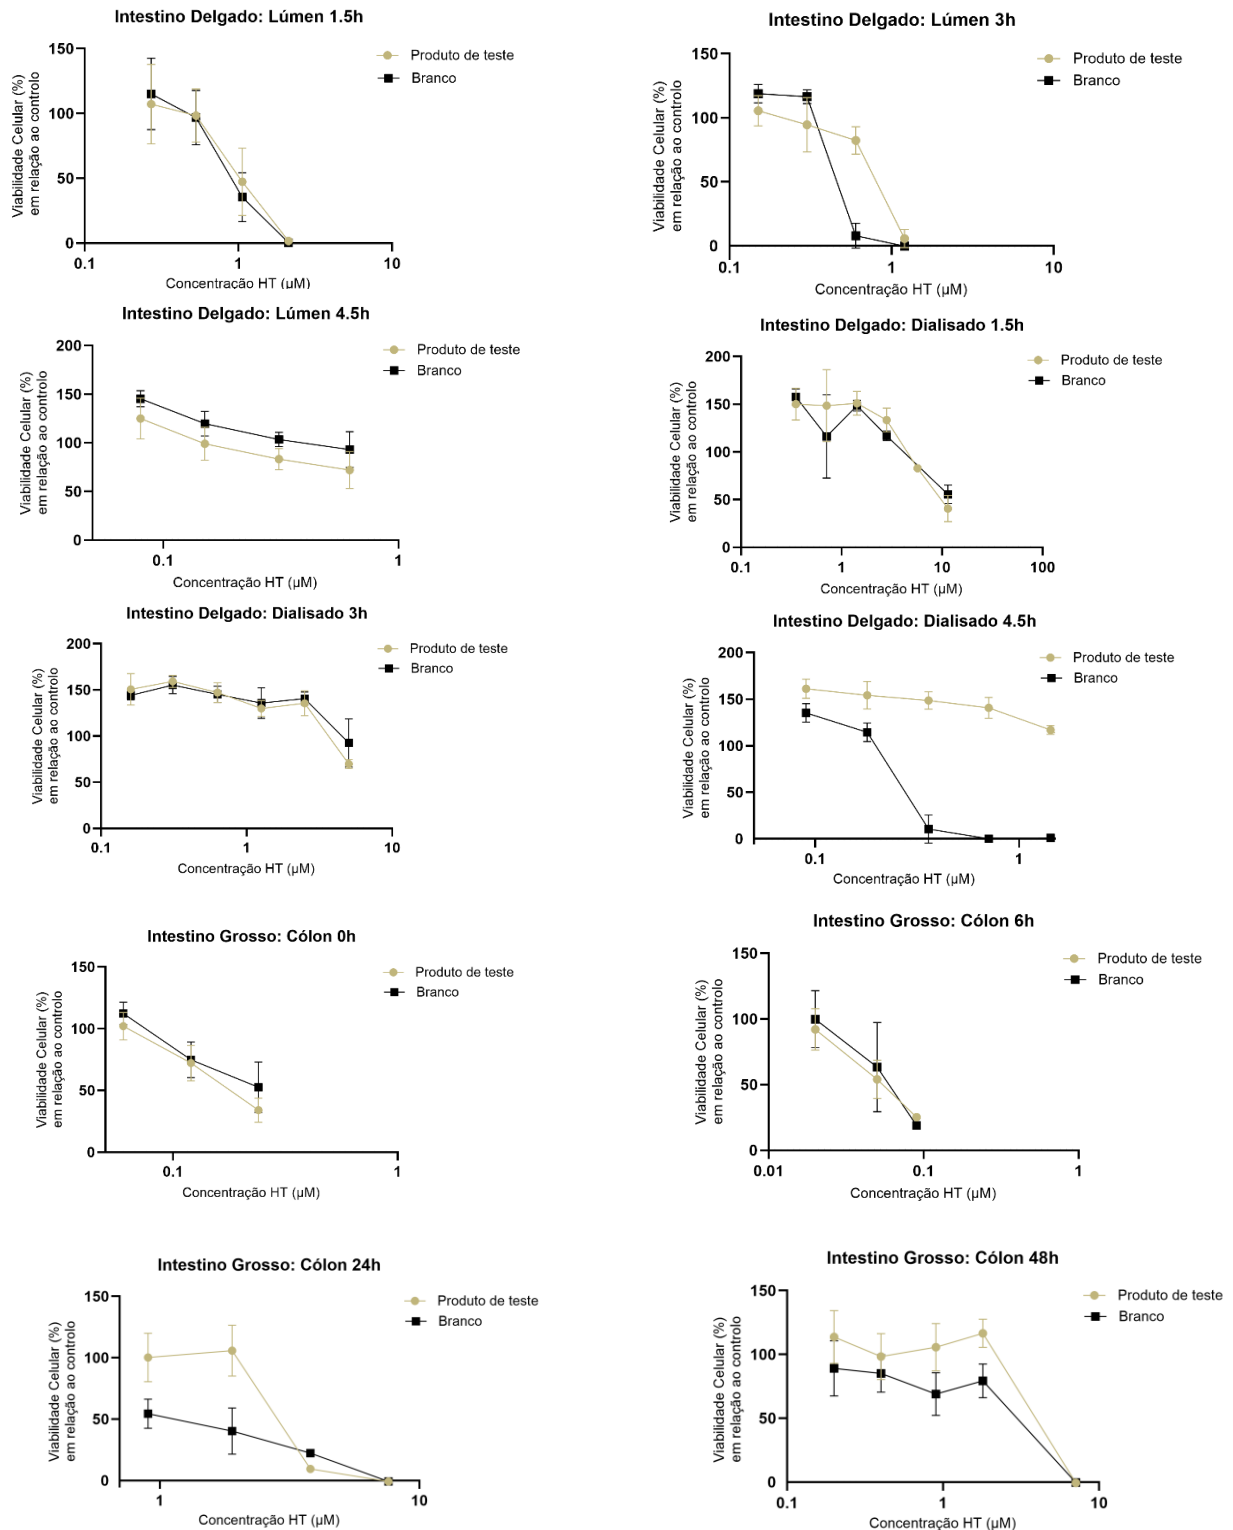 Intestino Delgado: Lúmen 1.5h
Produto de teste
Branco
Viabilidade Celular (%)
em relação ao controlo
150
100
50
0
0.1
1
10
Concentração HT (µM)
Intestino Delgado: Lúmen 3h
Produto de teste
Branco
Viabilidade Celular (%)
em relação ao controlo
150
100
50
0
0.1
1
10
Concentração HT (µM)
Intestino Delgado: Lúmen 4.5h
Produto de teste
Branco
Viabilidade Celular (%)
em relação ao controlo
200
150
100
50
0
0.1
1
Concentração HT (µM)
Intestino Delgado: Dialisado 1.5h
Produto de teste
Branco
Viabilidade Celular (%)
em relação ao controlo
200
150
100
50
0
0.1
1
10
100
Concentração HT (µM)
Intestino Delgado: Dialisado 3h
Produto de teste
Branco
Viabilidade Celular (%)
em relação ao controlo
200
150
100
50
0
0.1
1
10
Concentração HT (µM)
Intestino Delgado: Dialisado 4.5h
Produto de teste
Branco
Viabilidade Celular (%)
em relação ao controlo
200
150
100
50
0
0.1
1
Concentração HT (µM)
Intestino Grosso: Cólon 0h
Produto de teste
Branco
Viabilidade Celular (%)
em relação ao controlo
150
100
50
0
0.1
1
Concentração HT (µM)
Intestino Grosso: Cólon 6h
Produto de teste
Branco
Viabilidade Celular (%)
em relação ao controlo
150
100
50
0
0.01
0.1
1
Concentração HT (µM)
Intestino Grosso: Cólon 24h
Produto de teste
Branco
Viabilidade Celular (%)
em relação ao controlo
150
100
50
0
1
10
Concentração HT (µM)
Intestino Grosso: Cólon 48h
Produto de teste
Branco
Viabilidade Celular (%)
em relação ao controlo
150
100
50
0
0.1
1
10
Concentração HT (µM)